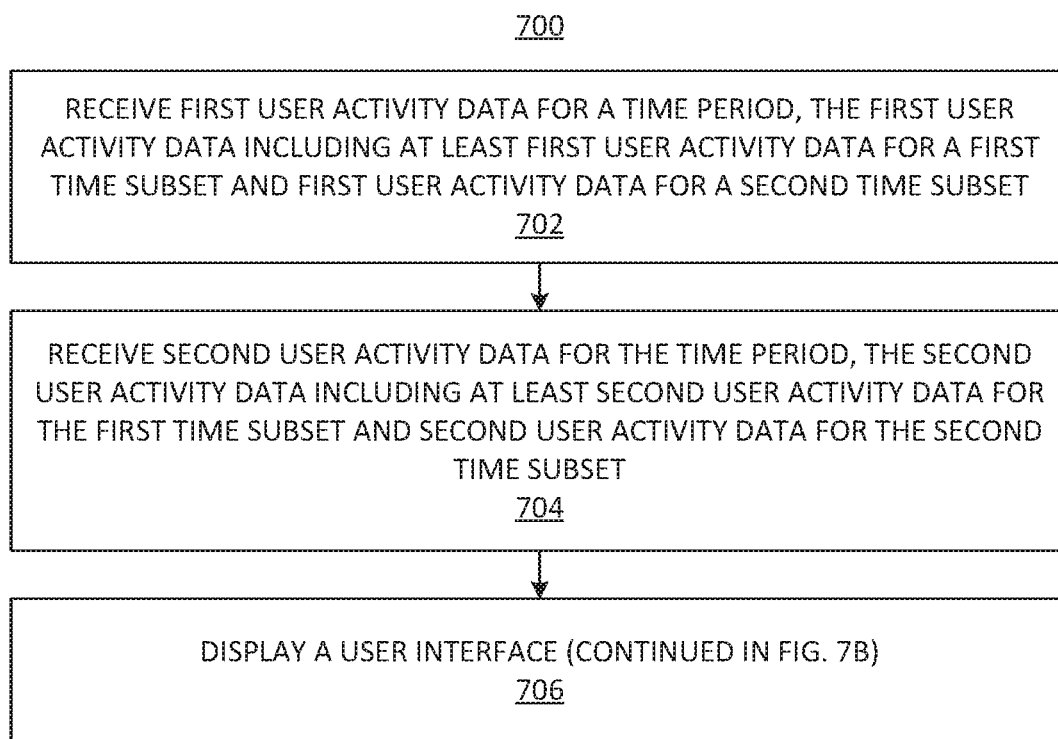 700
RECEIVE FIRST USER ACTIVITY DATA FOR A TIME PERIOD, THE FIRST USER
ACTIVITY DATA INCLUDING AT LEAST FIRST USER ACTIVITY DATA FOR A FIRST
TIME SUBSET AND FIRST USER ACTIVITY DATA FOR A SECOND TIME SUBSET
702
RECEIVE SECOND USER ACTIVITY DATA FOR THE TIME PERIOD, THE SECOND
USER ACTIVITY DATA INCLUDING AT LEAST SECOND USER ACTIVITY DATA FOR
THE FIRST TIME SUBSET AND SECOND USER ACTIVITY DATA FOR THE SECOND
TIME SUBSET
704
DISPLAY A USER INTERFACE (CONTINUED IN FIG. 7B)
706